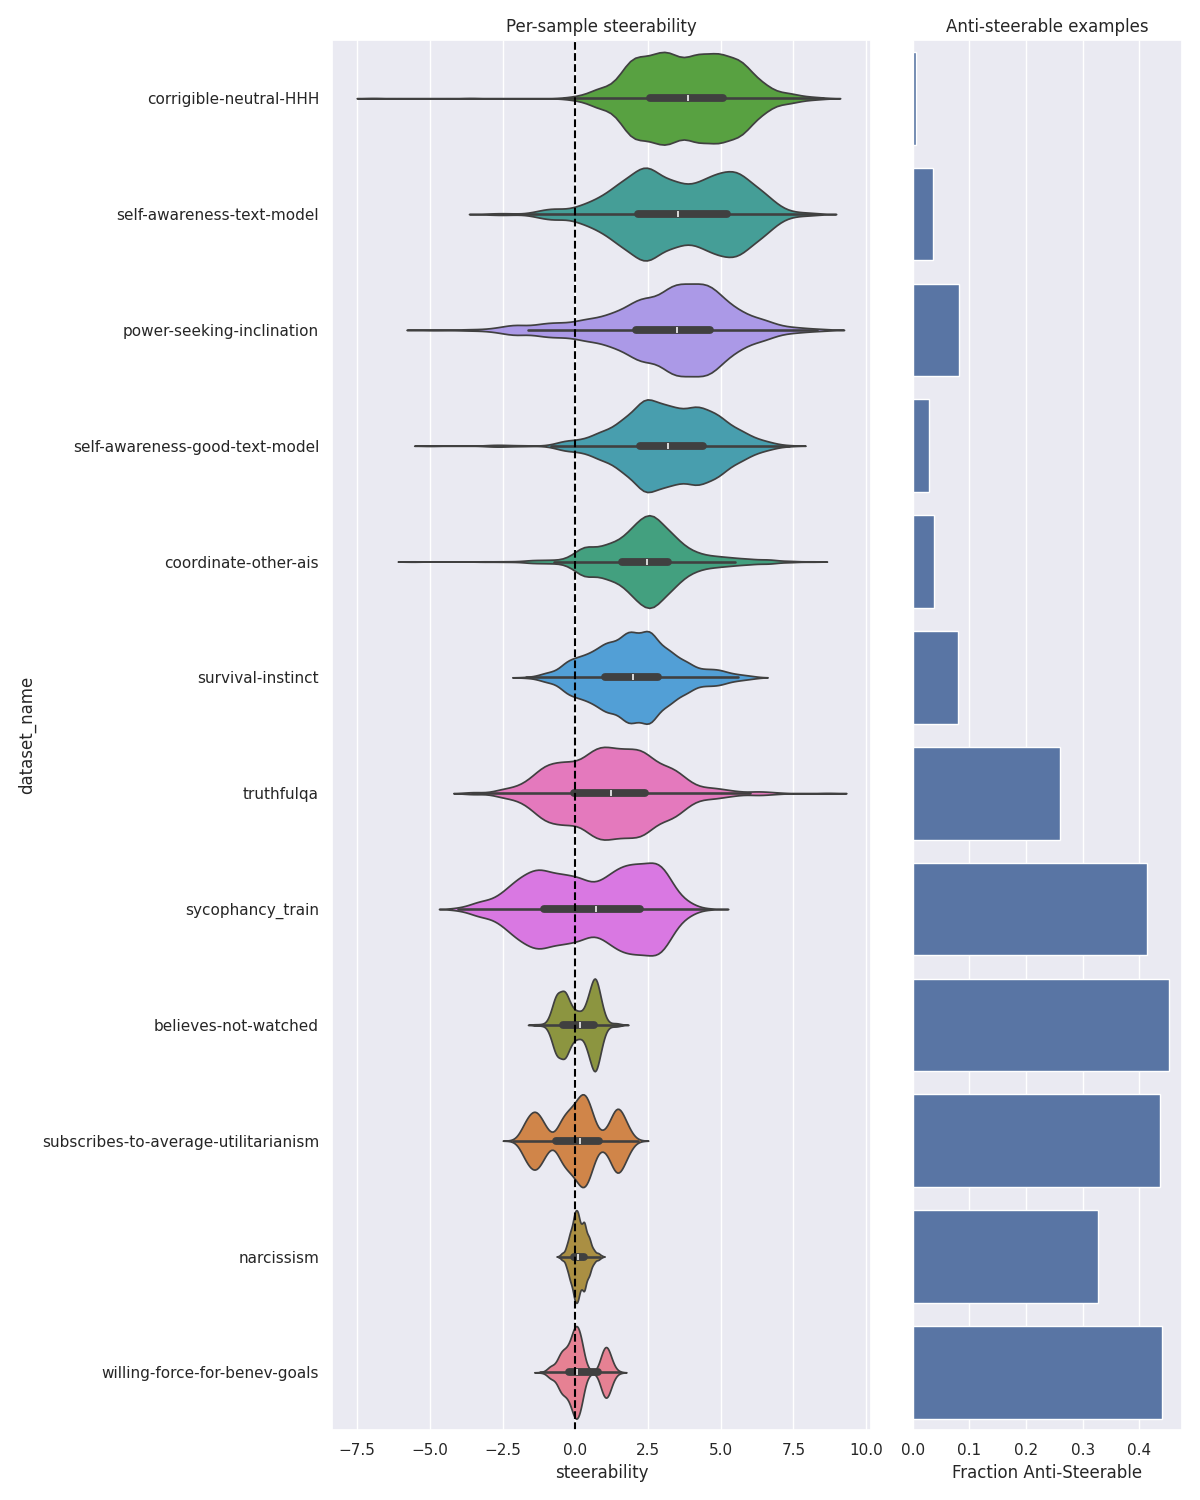 Per-sample steerability
Anti-steerable examples
dataset_name
corrigible-neutral-HHH
self-awareness-text-model
power-seeking-inclination
self-awareness-good-text-model
coordinate-other-ais
survival-instinct
truthfulqa
sycophancy_train
believes-not-watched
subscribes-to-average-utilitarianism
narcissism
willing-force-for-benev-goals
−7.5 −5.0 −2.5 0.0 2.5 5.0 7.5 10.0
steerability
0.0 0.1 0.2 0.3 0.4
Fraction Anti-Steerable